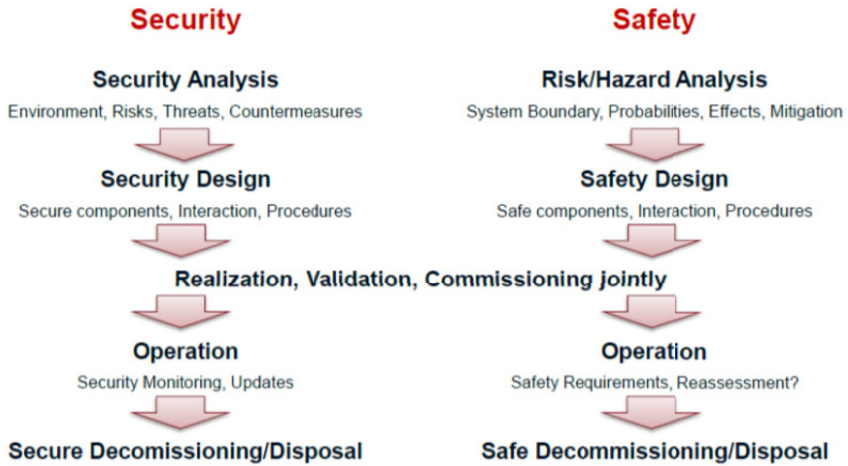 Security
Safety
Security Analysis
Risk/Hazard Analysis
Environment, Risks, Threats, Countermeasures
System Boundary, Probabilities, Effects, Mitigation
Security Design
Safety Design
Secure components, Interaction, Procedures
Safe components, Interaction, Procedures
Realization, Validation, Commissioning jointly
Operation
Operation
Security Monitoring, Updates
Safety Requirements, Reassessment?
Secure Decomissioning/Disposal
Safe Decommissioning/Disposal